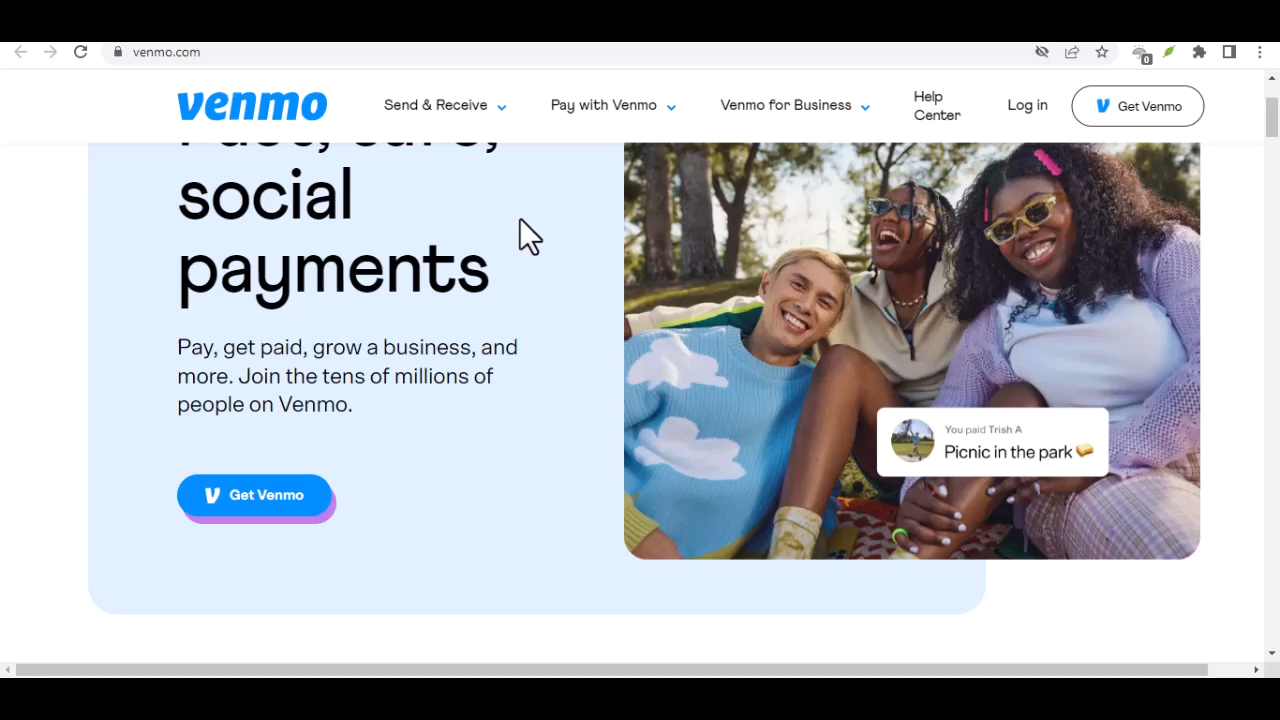 venmo.com
0
venmo
Send & Receive
Pay with Venmo
Venmo for Business
Help
Center
Log in
Get Venmo
social
payments
Pay, get paid, grow a business, and
more. Join the tens of millions of
people on Venmo.
Get Venmo
You paid Trish A
Picnic in the park